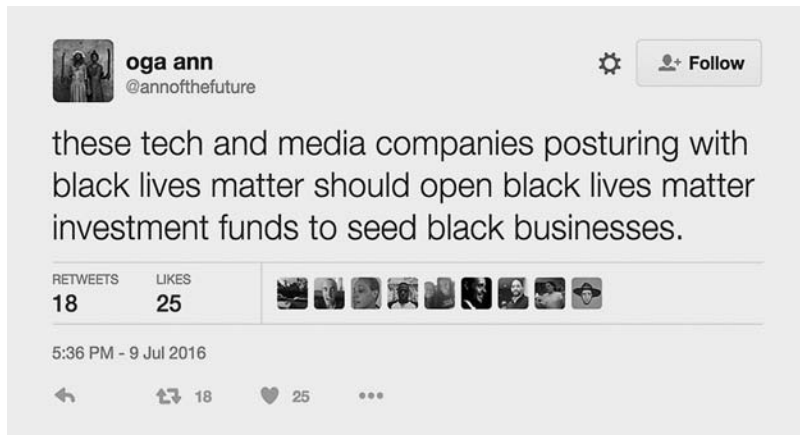 oga ann
Follow
@annofthefuture
these tech and media companies posturing with
black lives matter should open black lives matter
investment funds to seed black businesses.
RETWEETS LIKES
18 25
5:36 PM - 9 Jul 2016
18 25